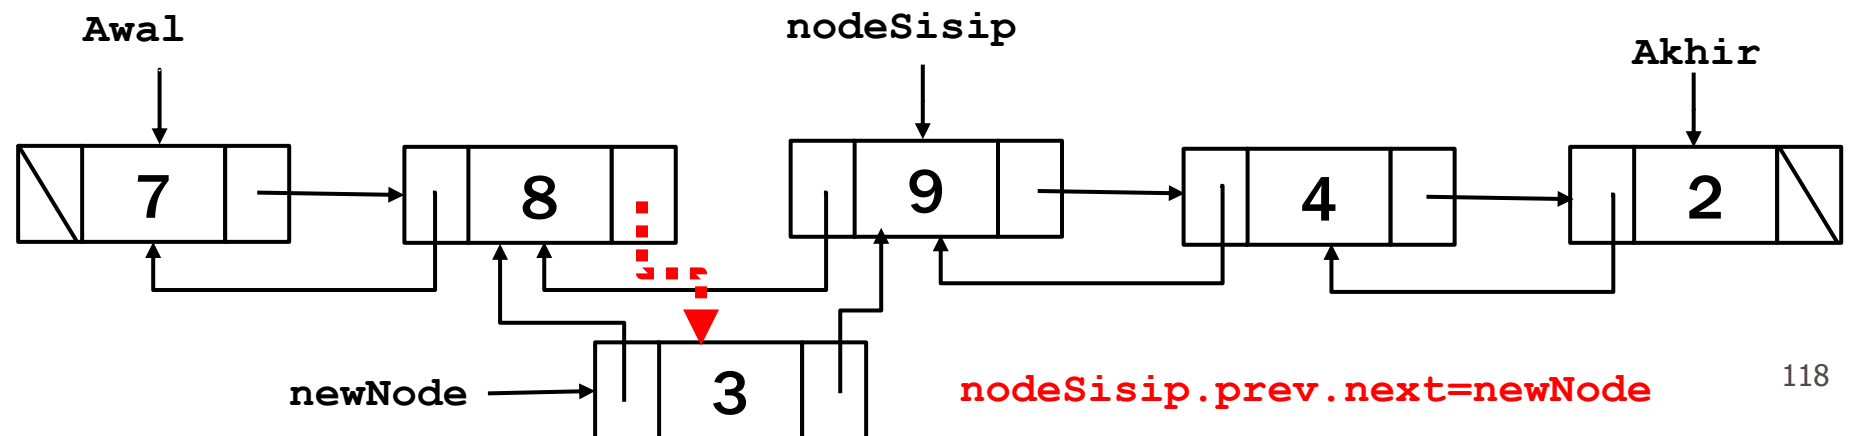 Awal
nodeSisip
Akhir
7
8
9
4
2
newNode
3
nodeSisip.prev.next=newNode
118